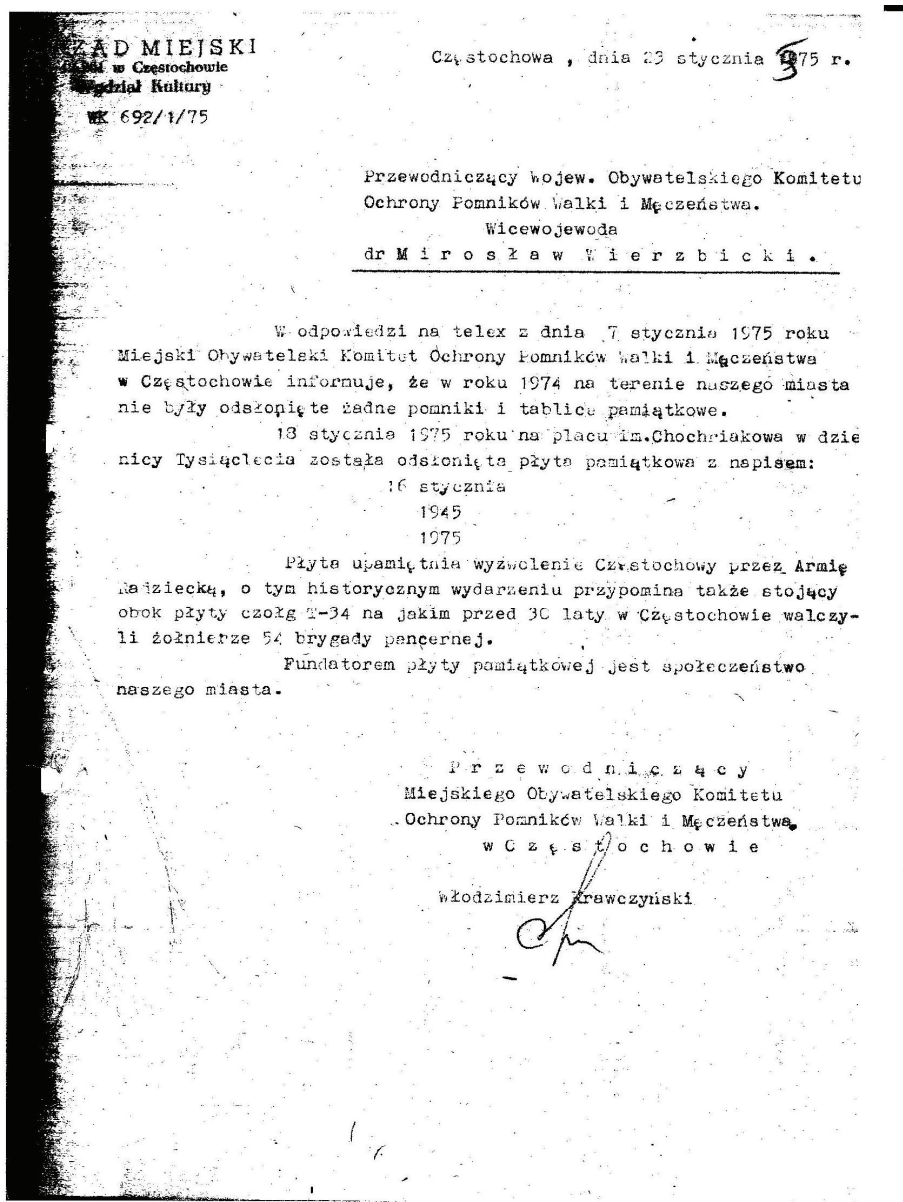 ZĄD MIEJSKI
w Częstochowie
Wydział Kultury
WK 692/1/75
Częstochowa , dnia 23 stycznia 1975 r.
Przewodniczący Wojew. Obywatelskiego Komitetu
Ochrony Pomników Walki i Męczeństwa.
Wicewojewoda
dr M i r o s ł a w W i e r z b i c k i .
W odpowiedzi na telex z dnia 7 stycznia 1975 roku
Miejski Obywatelski Komitet Ochrony Pomników Walki i Męczeństwa
w Częstochowie informuje, że w roku 1974 na terenie naszego miasta
nie były odsłonięte żadne pomniki i tablice pamiątkowe.
18 stycznia 1975 roku na placu im.Chochriakowa w dzie
nicy Tysiąclecia została odsłonięta płyta pamiątkowa z napisem:
16 stycznia
1945
1975
Płyta upamiętnia wyzwolenie Częstochowy przez Armię
Radziecką, o tym historycznym wydarzeniu przypomina także stojący
obok płyty czołg T-34 na jakim przed 30 laty w Częstochowie walczy-
li żołnierze 54 brygady pancernej.
Fundatorem płyty pamiątkowej jest społeczeństwo
naszego miasta.
P r z e w o d n i c z ą c y
Miejskiego Obywatelskiego Komitetu
Ochrony Pomników Walki i Męczeństwa
w C z ę s t o c h o w i e
Włodzimierz Krawczyński